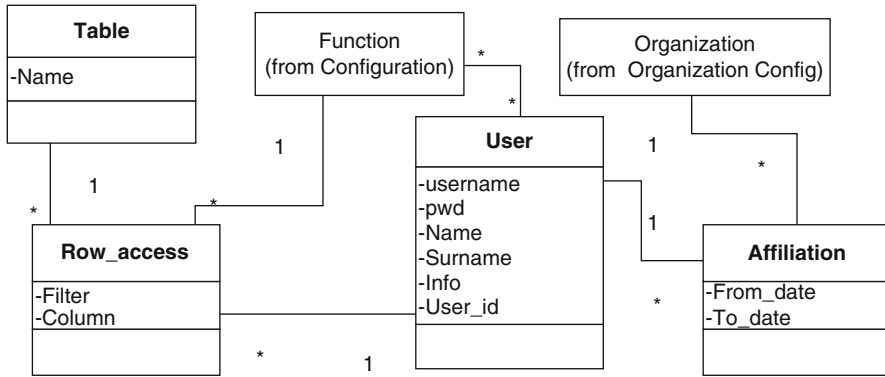 Table
-Name
Function
(from Configuration)
Organization
(from Organization Config)
*
*
1
1
1
*
*
*
User
-username
-pwd
-Name
-Surname
-Info
-User_id
1
Row_access
-Filter
-Column
Affiliation
-From_date
-To_date
*
*
1